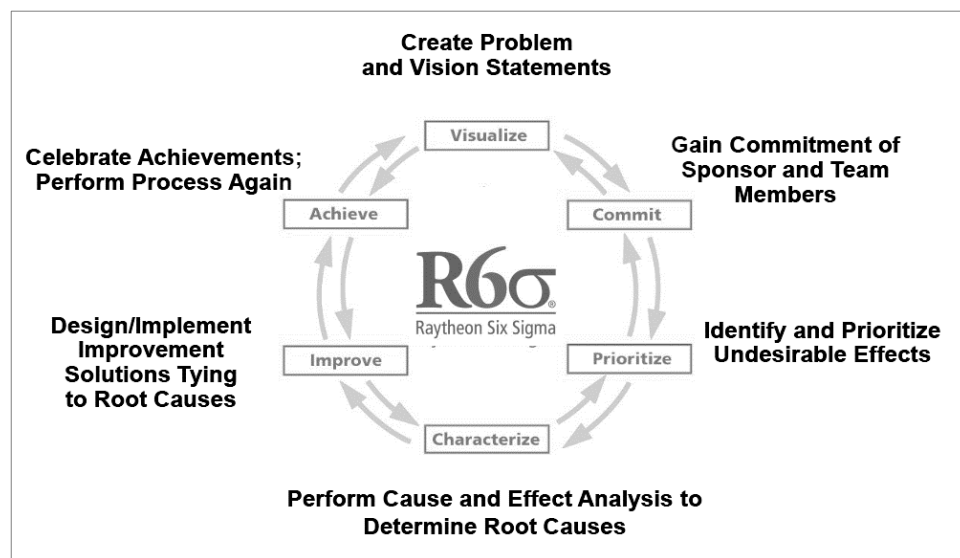 Create Problem
and Vision Statements
Visualize
Gain Commitment of
Sponsor and Team
Members
Commit
Identify and Prioritize
Undesirable Effects
Prioritize
Characterize
Perform Cause and Effect Analysis to
Determine Root Causes
Improve
Design/Implement
Improvement
Solutions Tying
to Root Causes
Achieve
Celebrate Achievements;
Perform Process Again
R6σ®
Raytheon Six Sigma